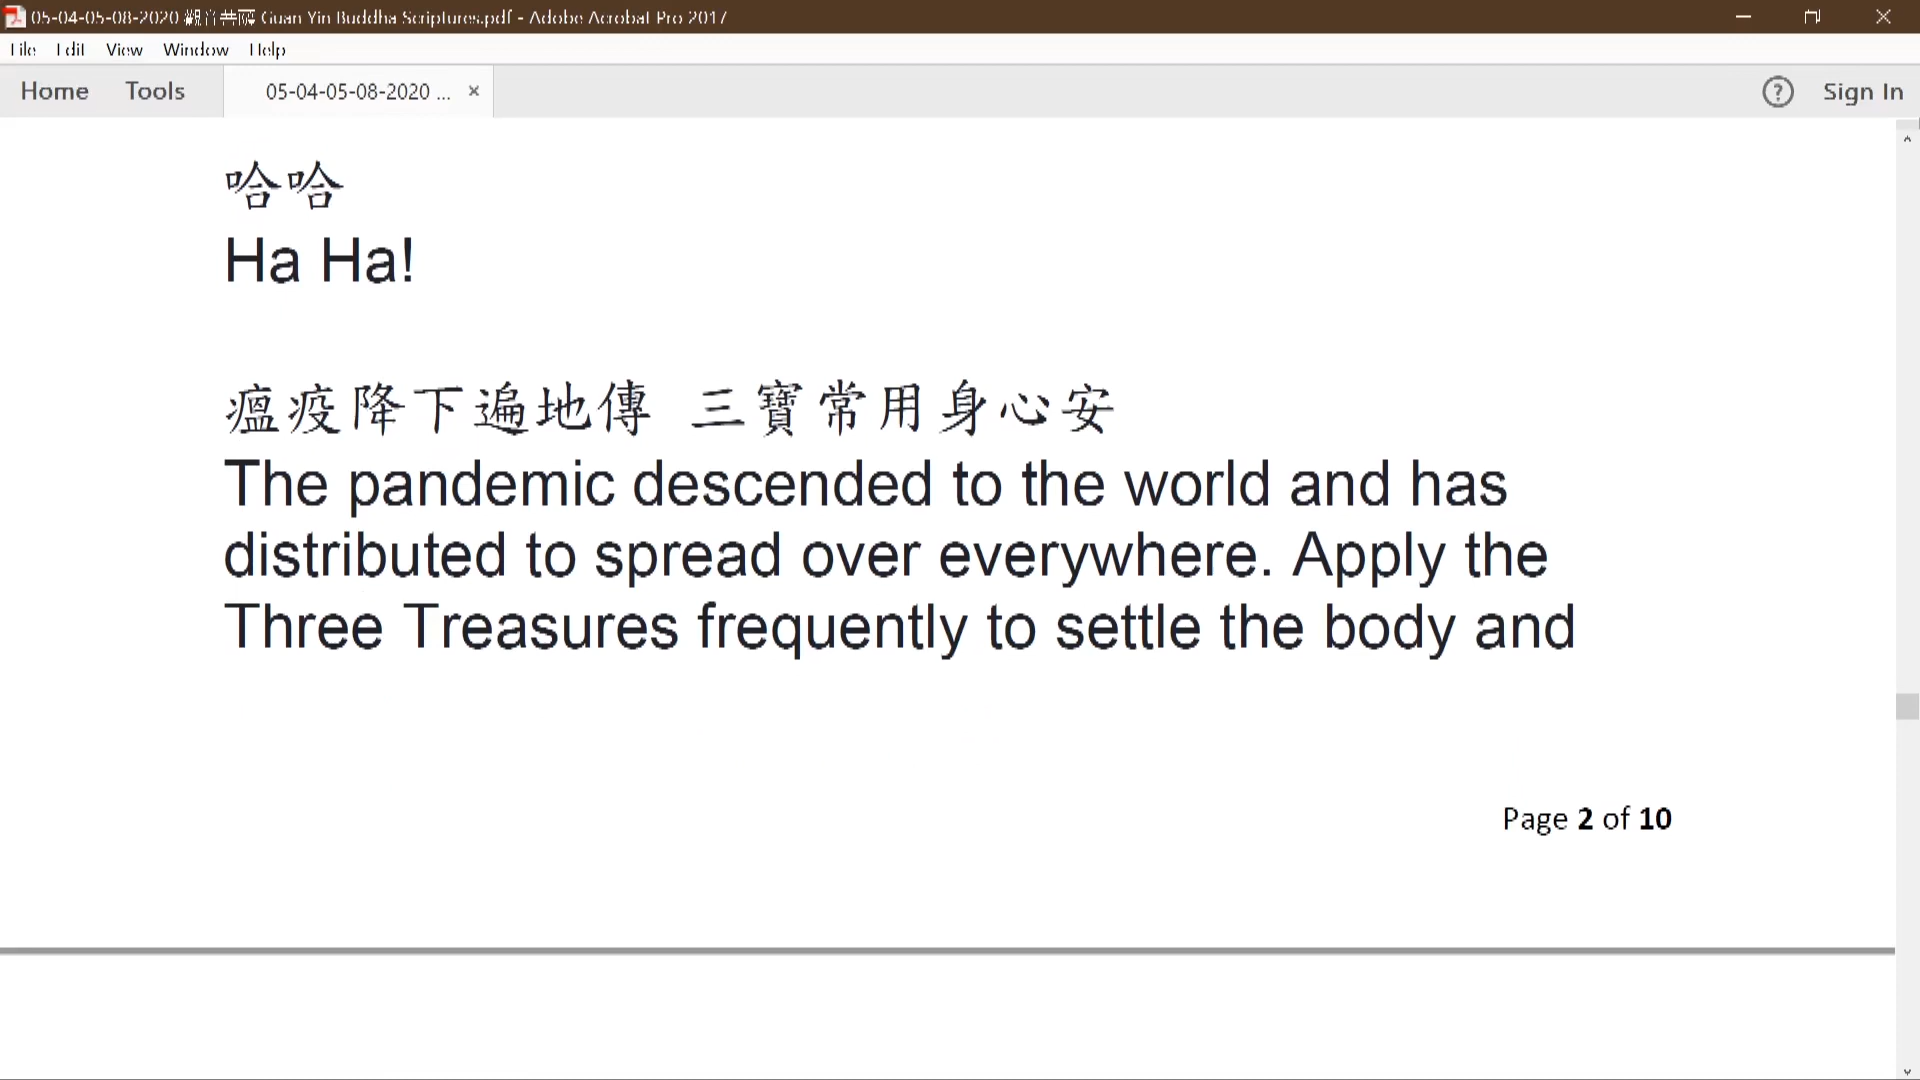 05-04-05-08-2020 觀音慈訓 Guan Yin Buddha Scriptures.pdf - Adobe Acrobat Pro 2017
File Edit View Window Help
Home Tools 05-04-05-08-2020 ... × ? Sign In
哈哈
Ha Ha!
瘟疫降下遍地傳 三寶常用身心安
The pandemic descended to the world and has
distributed to spread over everywhere. Apply the
Three Treasures frequently to settle the body and
Page 2 of 10